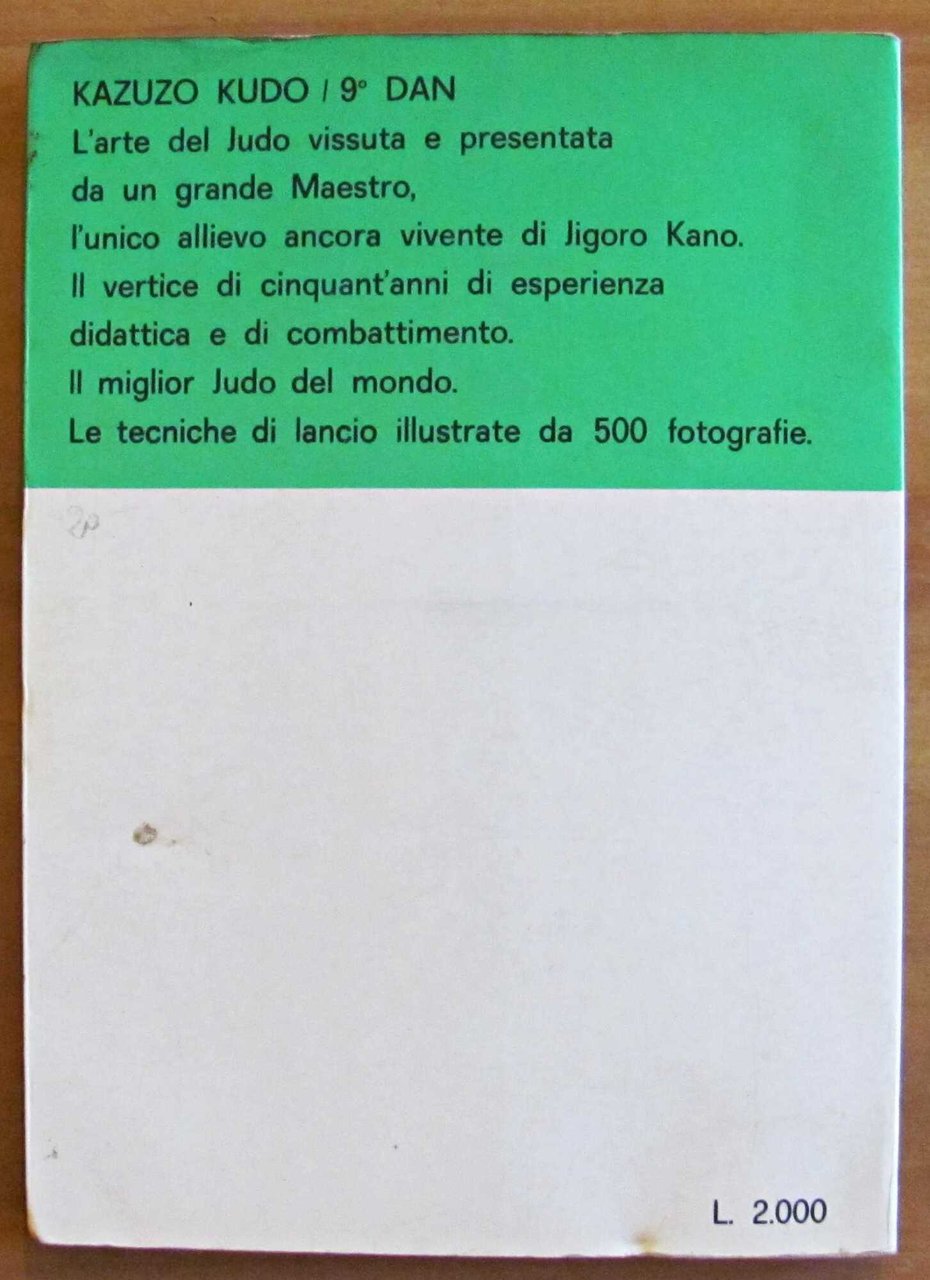 KAZUZO KUDO / 9° DAN
L'arte del Judo vissuta e presentata
da un grande Maestro,
l'unico allievo ancora vivente di Jigoro Kano.
Il vertice di cinquant'anni di esperienza
didattica e di combattimento.
Il miglior Judo del mondo.
Le tecniche di lancio illustrate da 500 fotografie.
L. 2.000